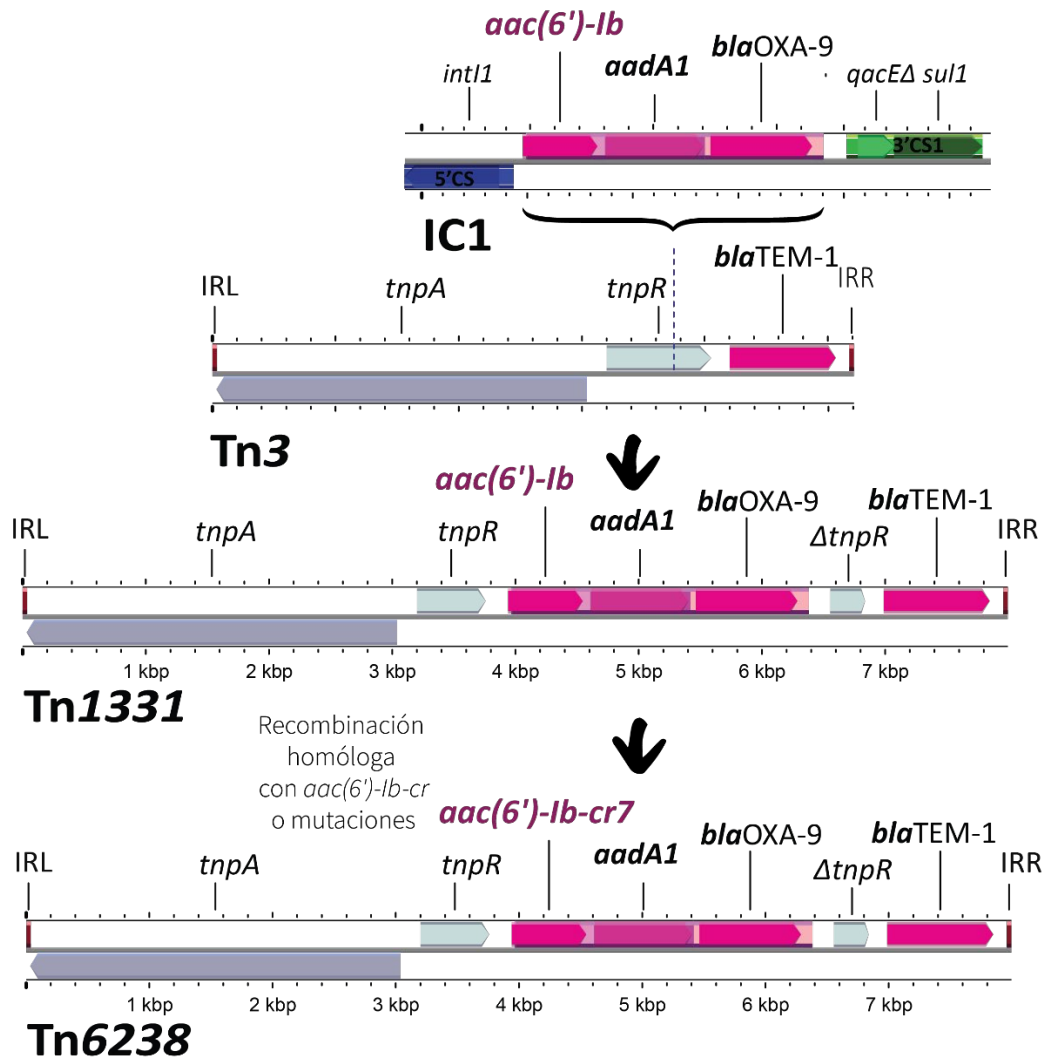 aac(6')-Ib
blaOXA-9
aadA1
intI1
qacEΔ sul1
3'CS1
5'CS
IC1
blaTEM-1
IRL
tnpA
tnpR
IRR
Tn3
aac(6')-Ib
blaOXA-9
blaTEM-1
aadA1
IRL
tnpA
tnpR
ΔtnpR
IRR
1 kbp 2 kbp 3 kbp 4 kbp 5 kbp 6 kbp 7 kbp
Tn1331
Recombinación
homóloga
con aac(6')-Ib-cr
o mutaciones
aac(6')-Ib-cr7
blaOXA-9
blaTEM-1
aadA1
IRL
tnpA
tnpR
ΔtnpR
IRR
1 kbp 2 kbp 3 kbp 4 kbp 5 kbp 6 kbp 7 kbp
Tn6238